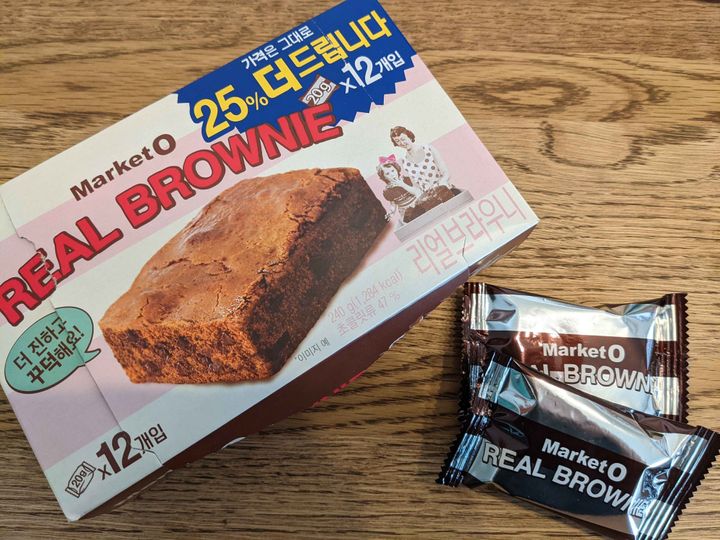 가격은 그대로
25% 더 드립니다
20g x12개입
Market O
REAL BROWNIE
리얼브라우니
240 g(1,284 kcal)
초콜릿류 47 %
*이미지 예
더 진하고
꾸덕해요!
20g x12개입
Market O
REAL BROWN
Market O
REAL BROWN